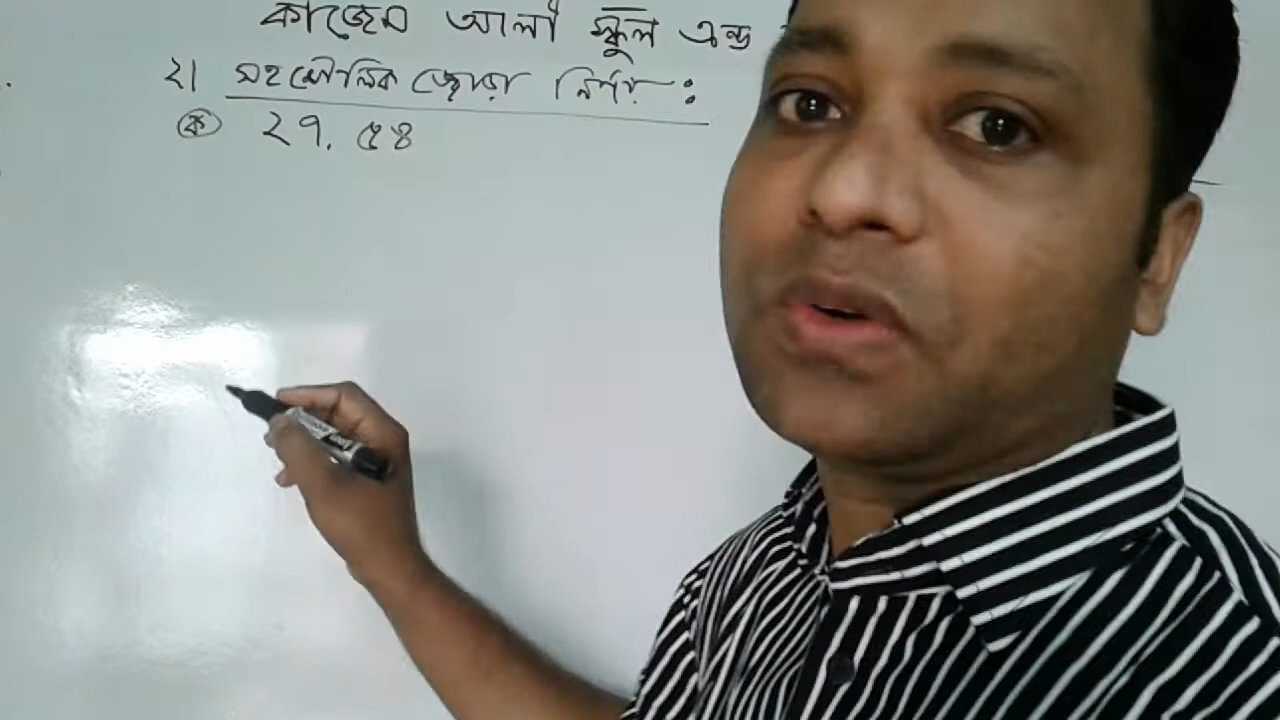 কাজেম আলী স্কুল এন্ড
২। সহমৌলিক জোড়া নির্ণয় :
ক ২৭. ৫৪